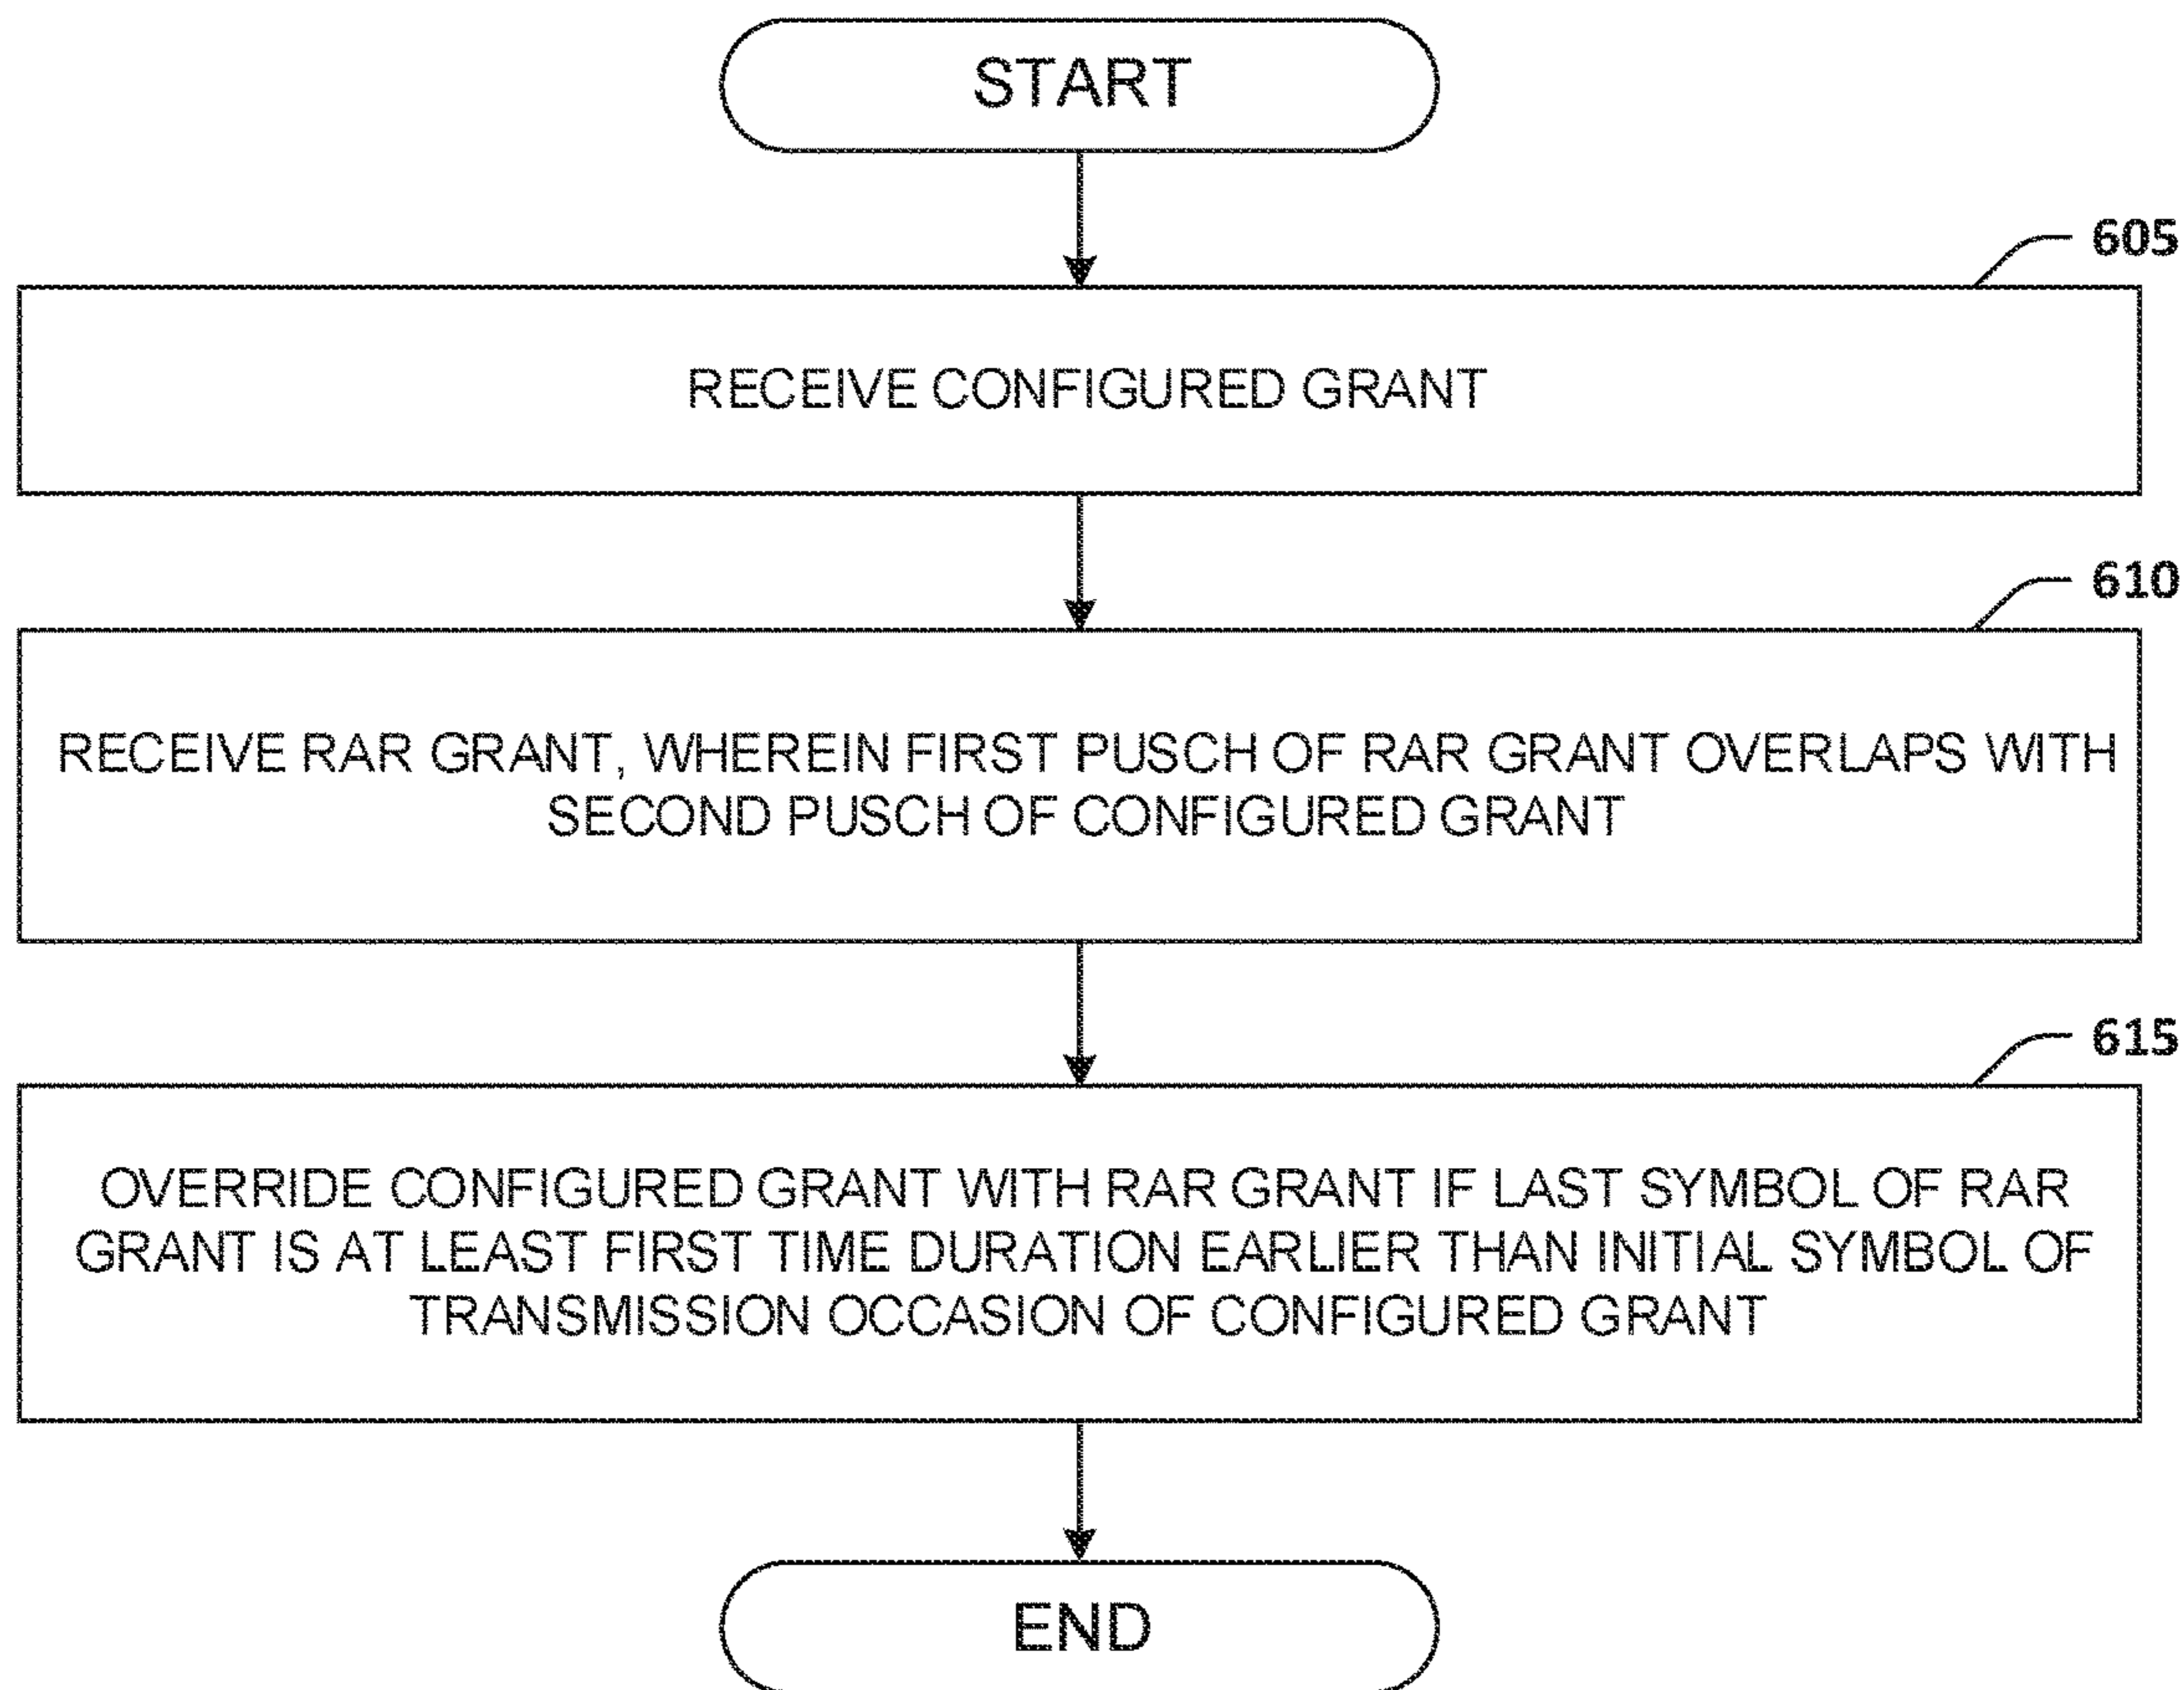 START
605
RECEIVE CONFIGURED GRANT
610
RECEIVE RAR GRANT, WHEREIN FIRST PUSCH OF RAR GRANT OVERLAPS WITH
SECOND PUSCH OF CONFIGURED GRANT
615
OVERRIDE CONFIGURED GRANT WITH RAR GRANT IF LAST SYMBOL OF RAR
GRANT IS AT LEAST FIRST TIME DURATION EARLIER THAN INITIAL SYMBOL OF
TRANSMISSION OCCASION OF CONFIGURED GRANT
END